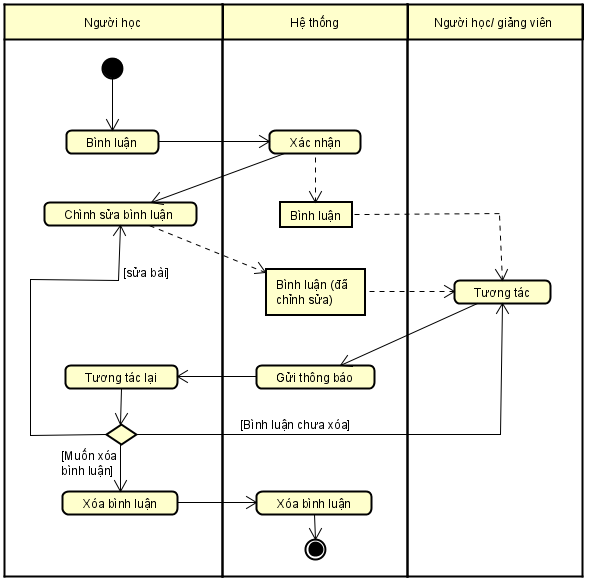 Người học
Hệ thống
Người học/ giảng viên
Bình luận
Xác nhận
Chỉnh sửa bình luận
Bình luận
[sửa bài]
Bình luận (đã
chỉnh sửa)
Tương tác
Tương tác lại
Gửi thông báo
[Bình luận chưa xóa]
[Muốn xóa
bình luận]
Xóa bình luận
Xóa bình luận